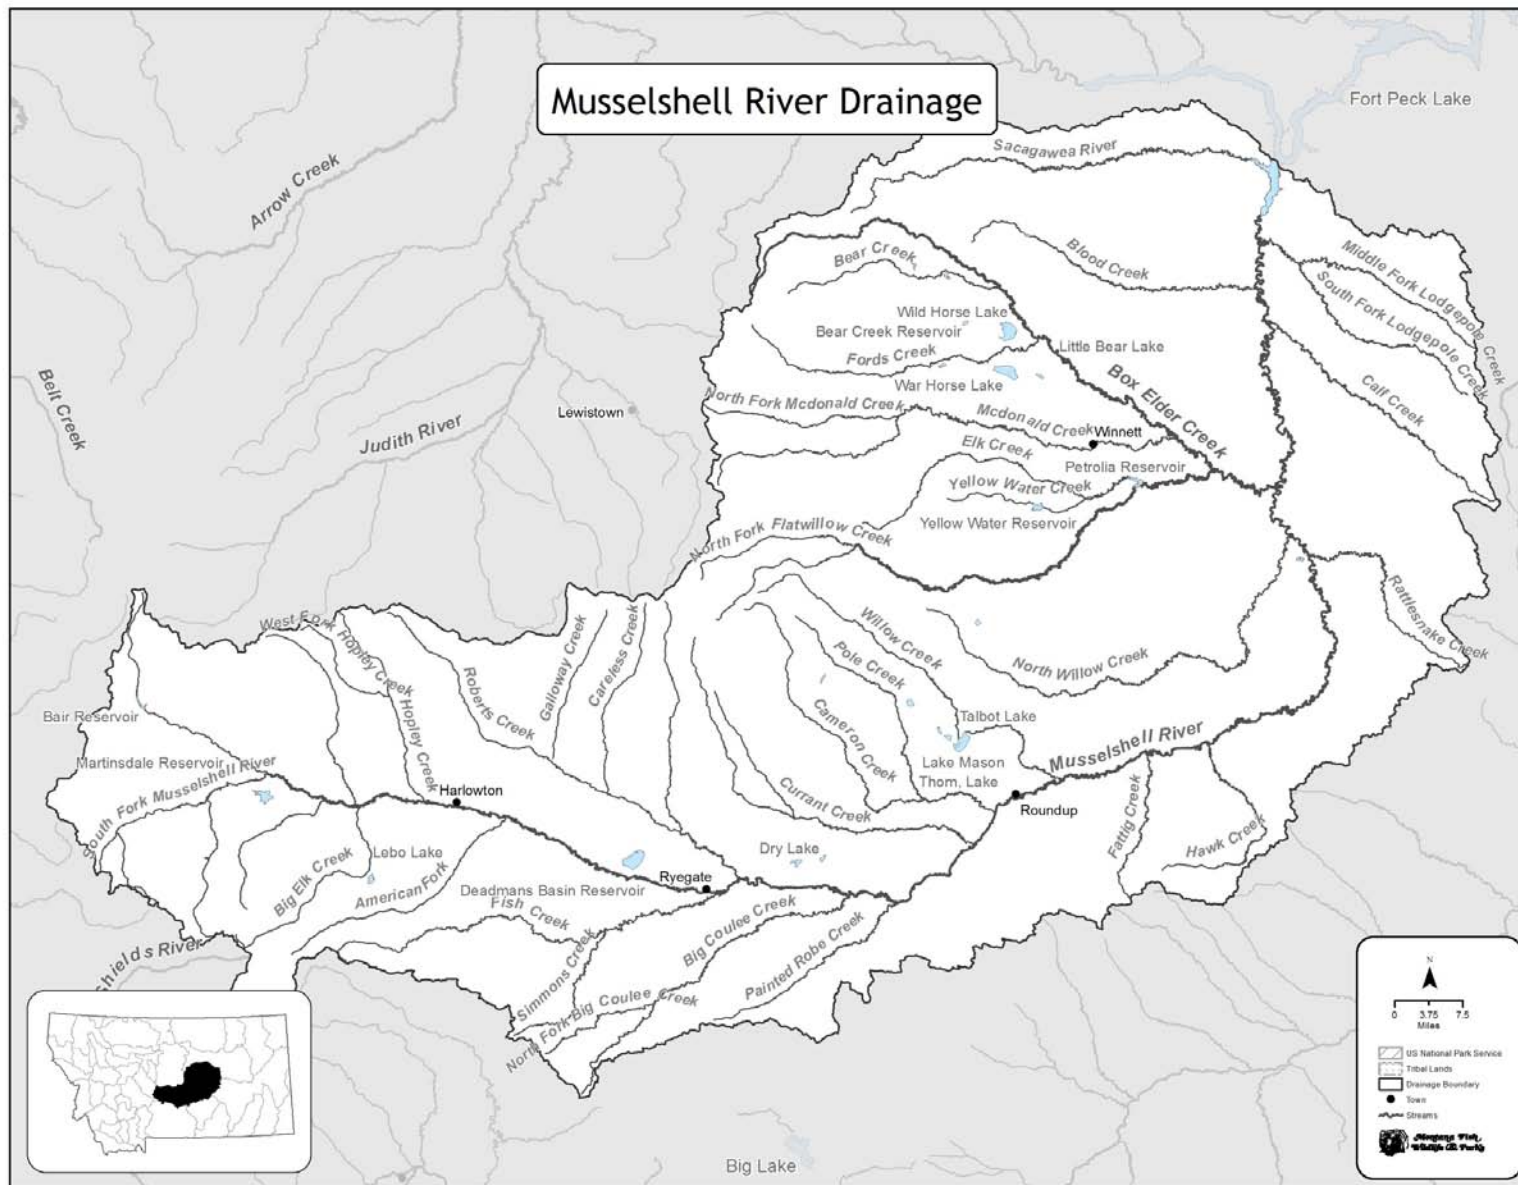 Musselshell River Drainage
Fort Peck Lake
Sacagawea River
Arrow Creek
Bear Creek
Blood Creek
Middle Fork Lodgepole Creek
South Fork Lodgepole Creek
Wild Horse Lake
Bear Creek Reservoir
Little Bear Lake
Fords Creek
War Horse Lake
Box Elder Creek
Calf Creek
Belt Creek
Lewistown
North Fork Mcdonald Creek
Mcdonald Creek
Winnett
Judith River
Elk Creek
Petrolia Reservoir
Yellow Water Creek
Yellow Water Reservoir
North Fork Flatwillow Creek
Rattlesnake Creek
West Fork Hopley Creek
Hopley Creek
Roberts Creek
Galloway Creek
Careless Creek
Willow Creek
Pole Creek
Cameron Creek
North Willow Creek
Bair Reservoir
Talbot Lake
Martinsdale Reservoir
South Fork Musselshell River
Musselshell River
Lake Mason
Thom, Lake
Harlowton
Roundup
Currant Creek
Fattig Creek
Hawk Creek
Big Elk Creek
Lebo Lake
American Fork
Dry Lake
Deadmans Basin Reservoir
Ryegate
Fish Creek
Simmons Creek
Big Coulee Creek
Painted Robe Creek
North Fork Big Coulee Creek
Shields River
Big Lake
N
0 3.75 7.5
Miles
US National Park Service
Tribal Lands
Drainage Boundary
Town
Streams
Montana Fish
Wildlife & Parks